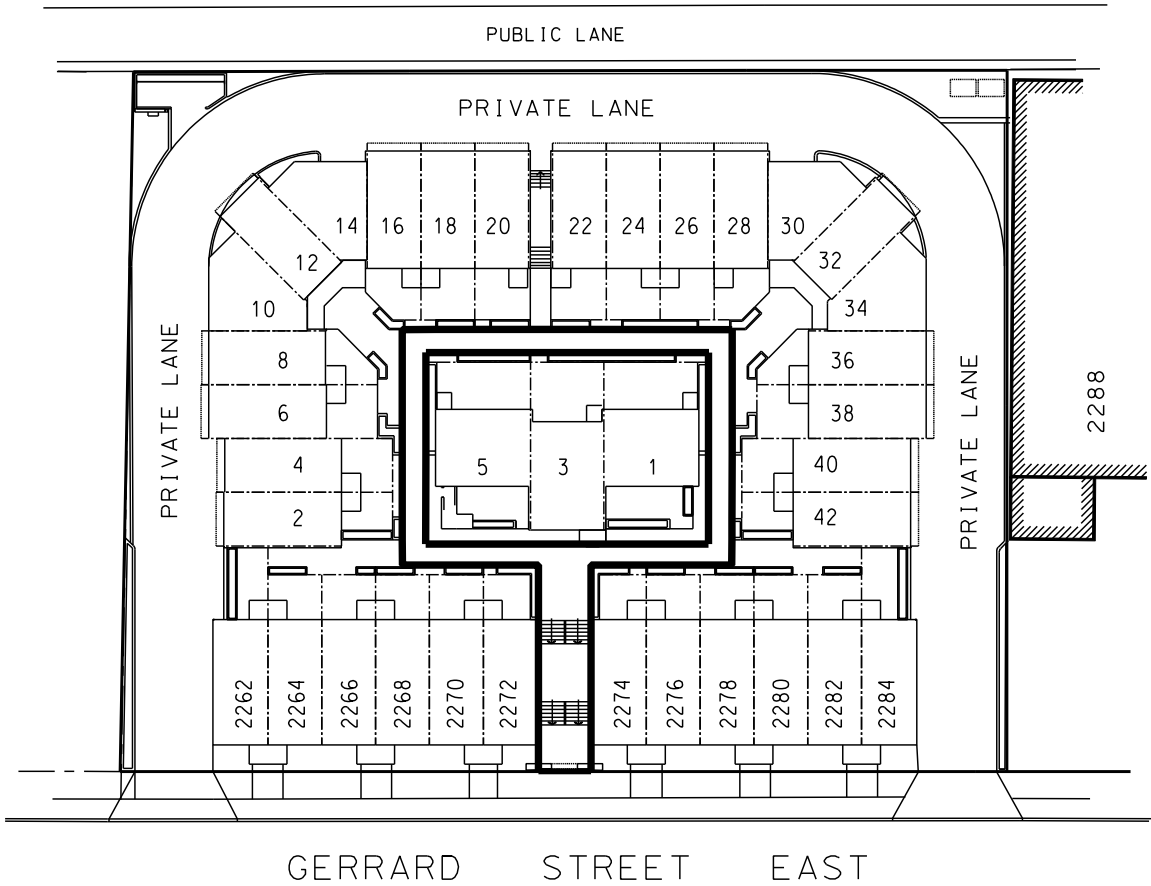 PUBLIC LANE
PRIVATE LANE
14 16 18 20 22 24 26 28 30
12 32
10 34
8 36
6 38
5 3 1
4 40
2 42
PRIVATE LANE
PRIVATE LANE
2288
2262 2264 2266 2268 2270 2272 2274 2276 2278 2280 2282 2284
GERRARD STREET EAST